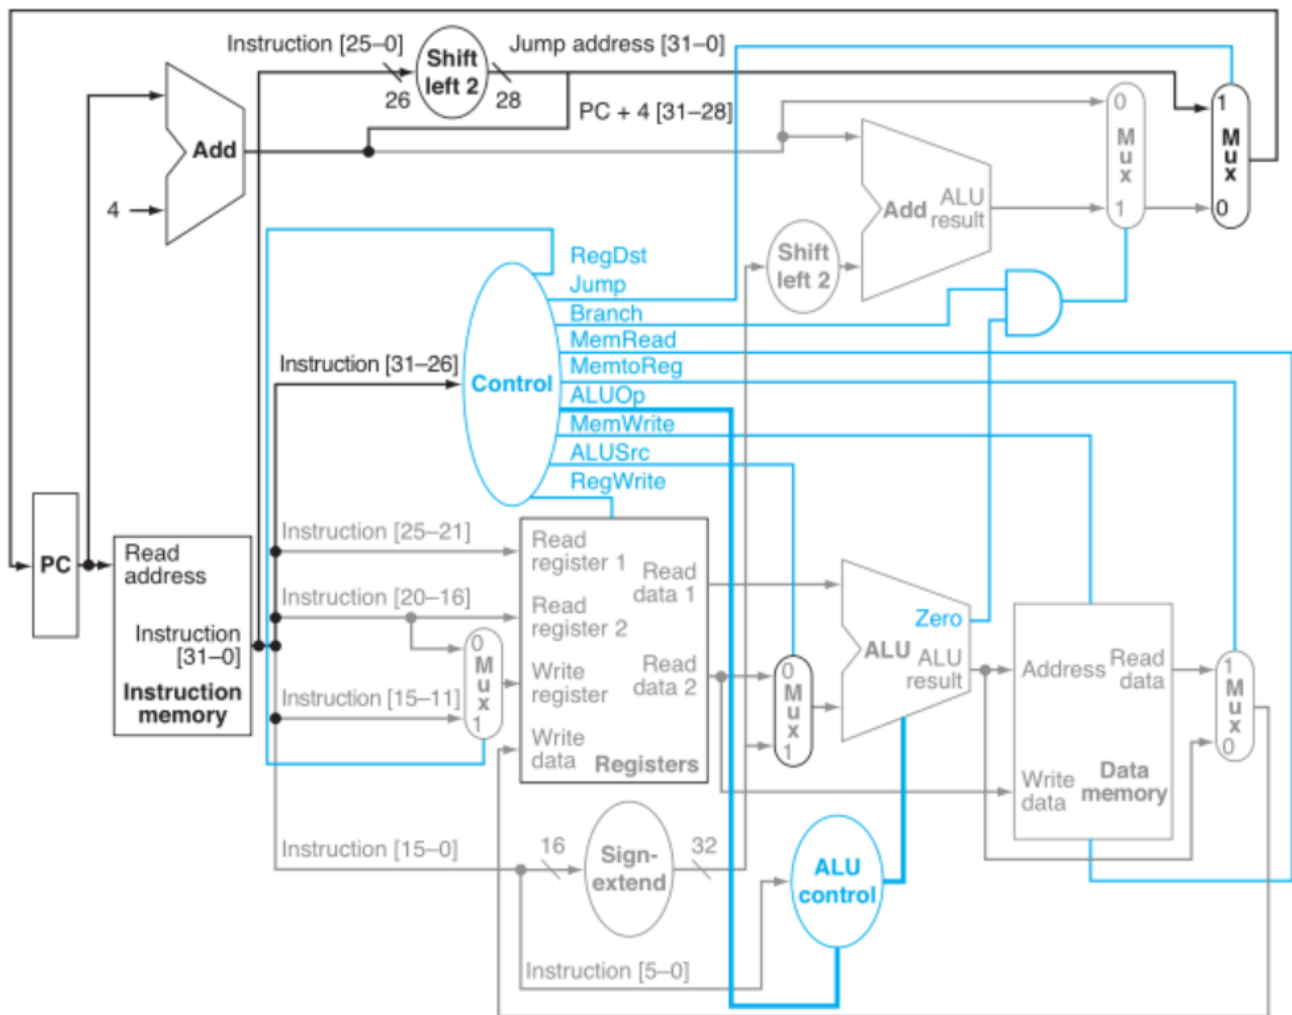 Instruction [25–0]
Shift
left 2
Jump address [31–0]
26
28
PC + 4 [31–28]
Add
4
0
M
u
x
1
1
M
u
x
0
Add
ALU
result
Shift
left 2
RegDst
Jump
Branch
MemRead
MemtoReg
ALUOp
MemWrite
ALUSrc
RegWrite
Instruction [31–26]
Control
PC
Read
address
Instruction
[31–0]
Instruction
memory
Instruction [25–21]
Instruction [20–16]
Instruction [15–11]
0
M
u
x
1
Read
register 1
Read
register 2
Write
register
Write
data
Read
data 1
Read
data 2
Registers
0
M
u
x
1
Zero
ALU
ALU
result
Address
Read
data
Write
data
Data
memory
1
M
u
x
0
Instruction [15–0]
16
Sign-
extend
32
ALU
control
Instruction [5–0]